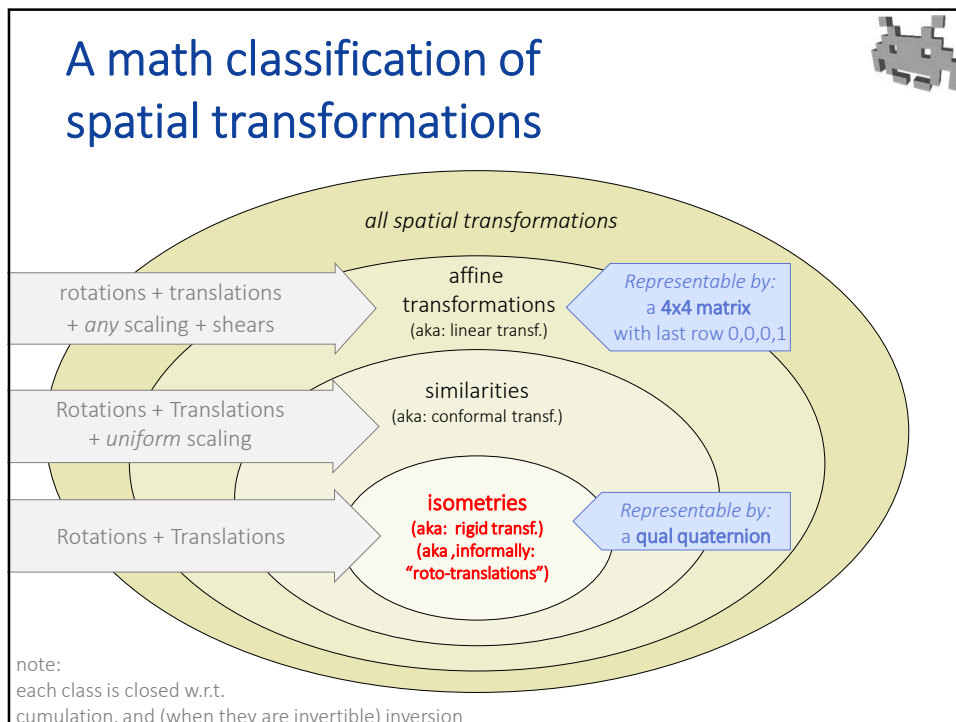 A math classification of
spatial transformations
all spatial transformations
rotations + translations
+ any scaling + shears
affine
transformations
(aka: linear transf.)
Representable by:
a 4x4 matrix
with last row 0,0,0,1
Rotations + Translations
+ uniform scaling
similarities
(aka: conformal transf.)
Rotations + Translations
isometries
(aka: rigid transf.)
(aka ,informally:
“roto-translations”)
Representable by:
a qual quaternion
note:
each class is closed w.r.t.
cumulation, and (when they are invertible) inversion